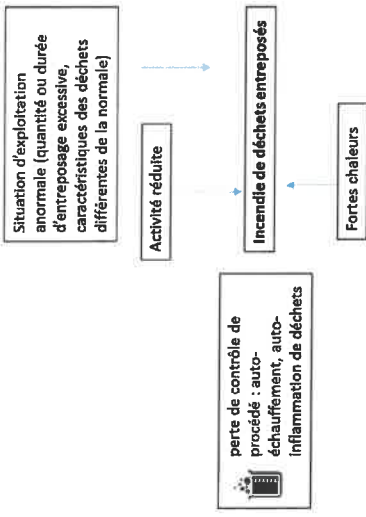 Situation d'exploitation
anormale (quantité ou durée
d'entreposage excessive,
caractéristiques des déchets
différentes de la normale)
Activité réduite
Incendie de déchets entreposés
Fortes chaleurs
perte de contrôle de
procédé : auto-
échauffement, auto-
inflammation de déchets